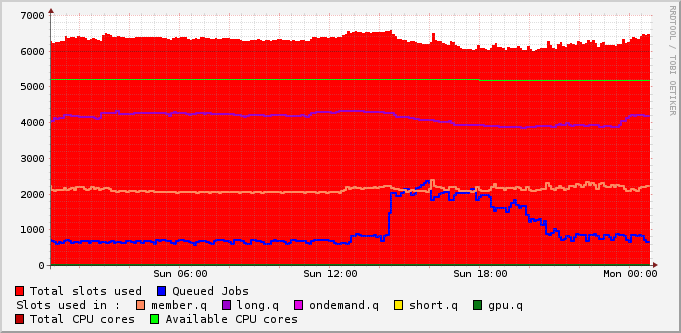 RRDTOOL / TOBI OETIKER
7000
6000
5000
4000
3000
2000
1000
0
Sun 06:00 Sun 12:00 Sun 18:00 Mon 00:00
Total slots used Queued Jobs
Slots used in : member.q long.q ondemand.q short.q gpu.q
Total CPU cores Available CPU cores